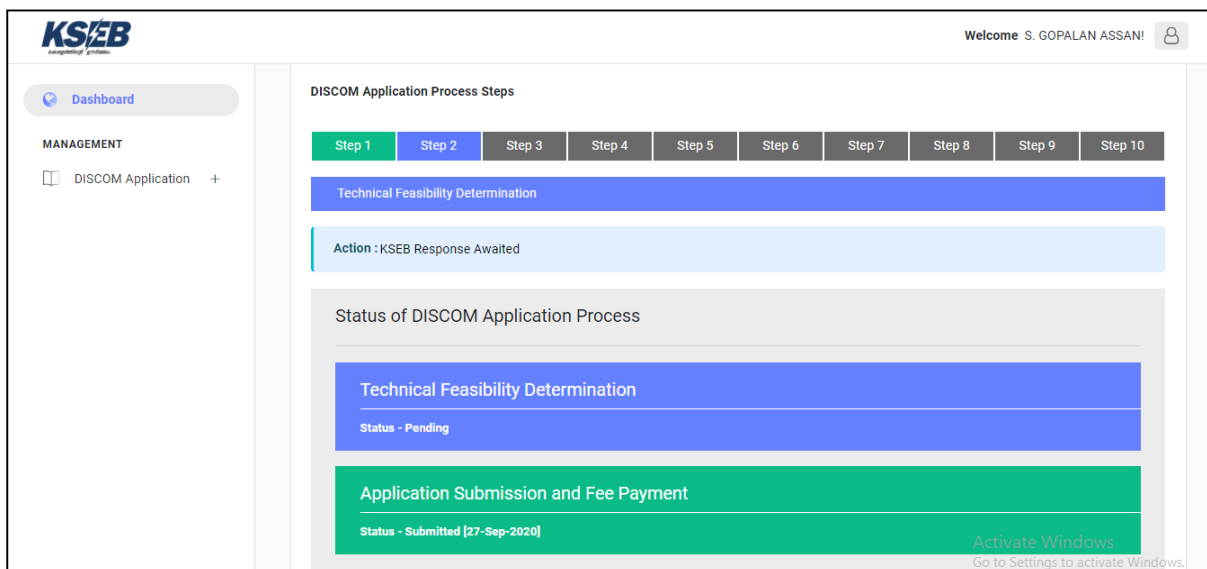 KSEB
Welcome S. GOPALAN ASSAN!
Dashboard
MANAGEMENT
DISCOM Application +
DISCOM Application Process Steps
Step 1 Step 2 Step 3 Step 4 Step 5 Step 6 Step 7 Step 8 Step 9 Step 10
Technical Feasibility Determination
Action : KSEB Response Awaited
Status of DISCOM Application Process
Technical Feasibility Determination
Status - Pending
Application Submission and Fee Payment
Status - Submitted [27-Sep-2020]
Activate Windows
Go to Settings to activate Windows.